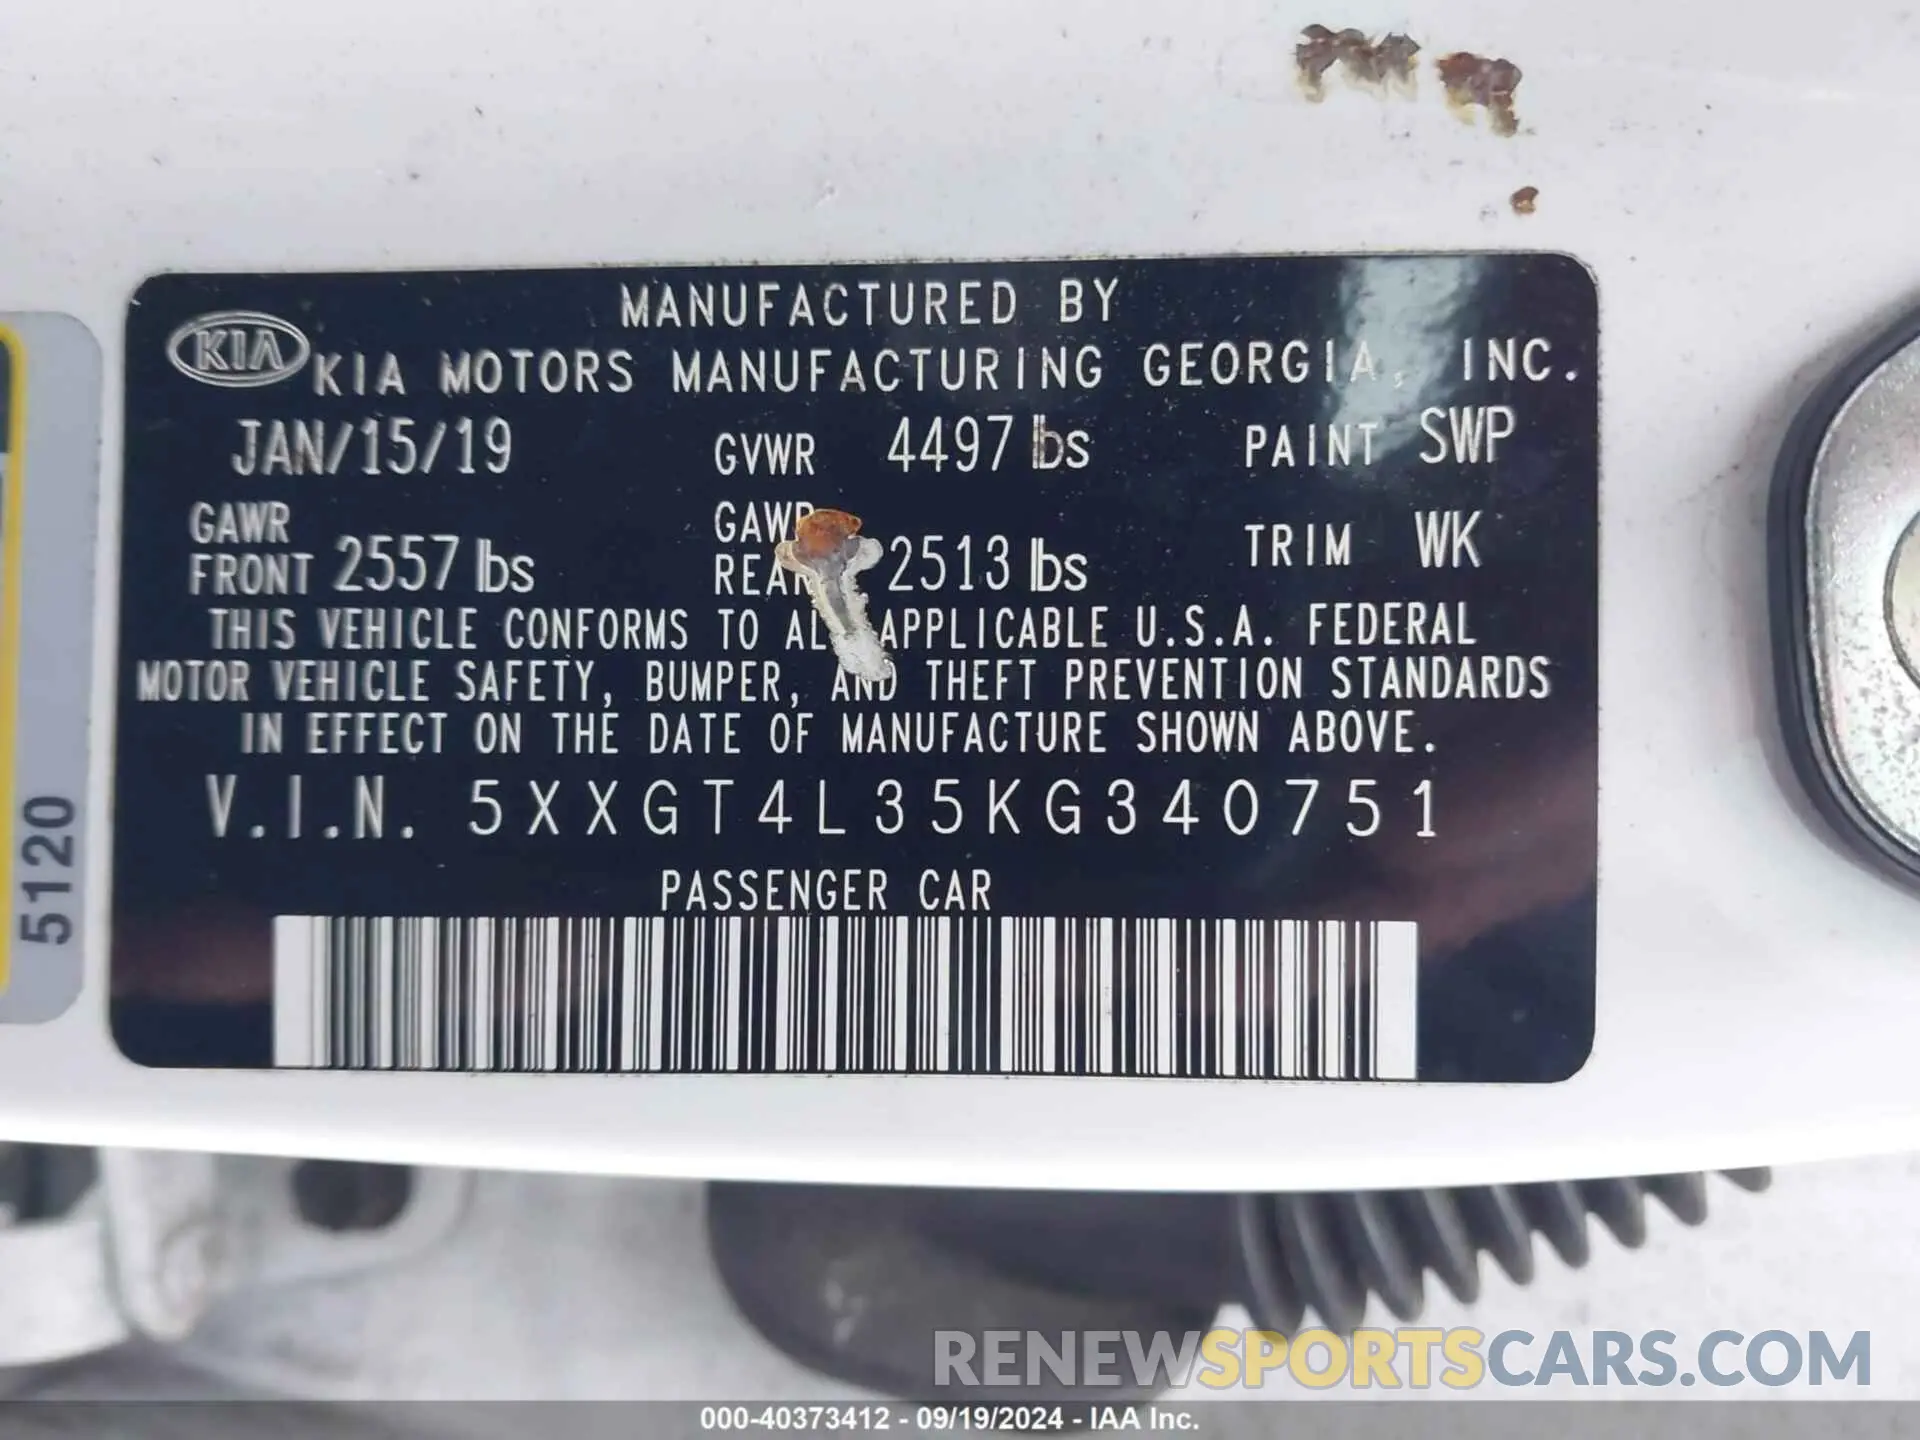 MANUFACTURED BY
KIA KIA MOTORS MANUFACTURING GEORGIA, INC.
JAN/15/19 GVWR 4497 lbs PAINT SWP
GAWR FRONT 2557 lbs GAWR REAR 2513 lbs TRIM WK
THIS VEHICLE CONFORMS TO ALL APPLICABLE U.S.A. FEDERAL
MOTOR VEHICLE SAFETY, BUMPER, AND THEFT PREVENTION STANDARDS
IN EFFECT ON THE DATE OF MANUFACTURE SHOWN ABOVE.
V.I.N. 5XXGT4L35KG340751
PASSENGER CAR
5120
RENEWSPORTSCARS.COM
000-40373412 - 09/19/2024 - IAA Inc.